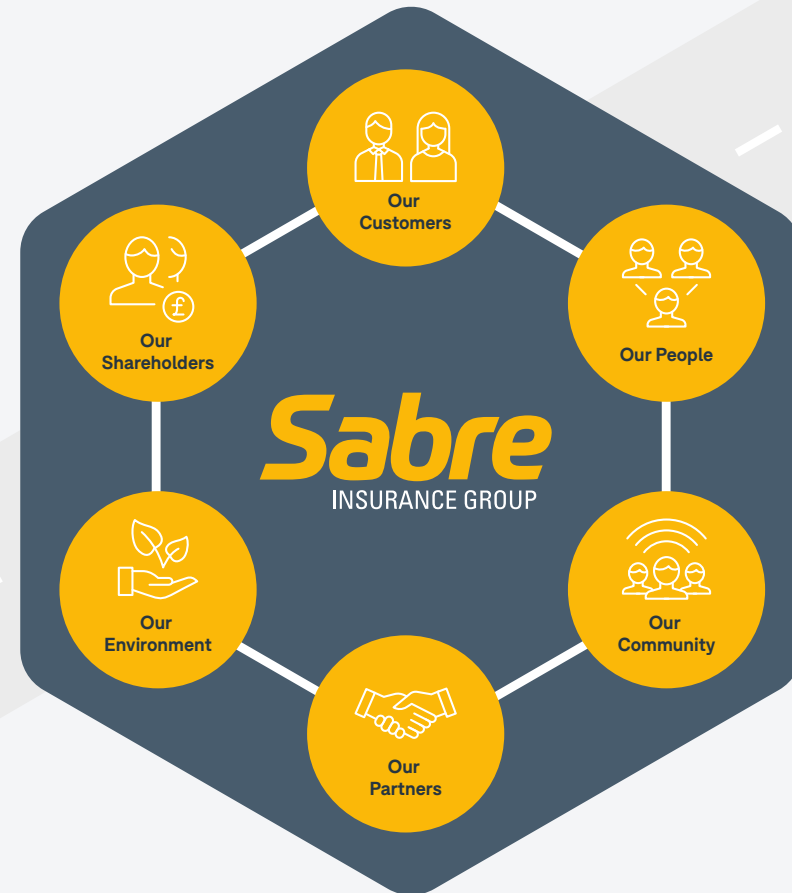 Our
Customers
Our
Shareholders
Our People
Sabre
INSURANCE GROUP
£
Our
Environment
Our
Community
Our
Partners